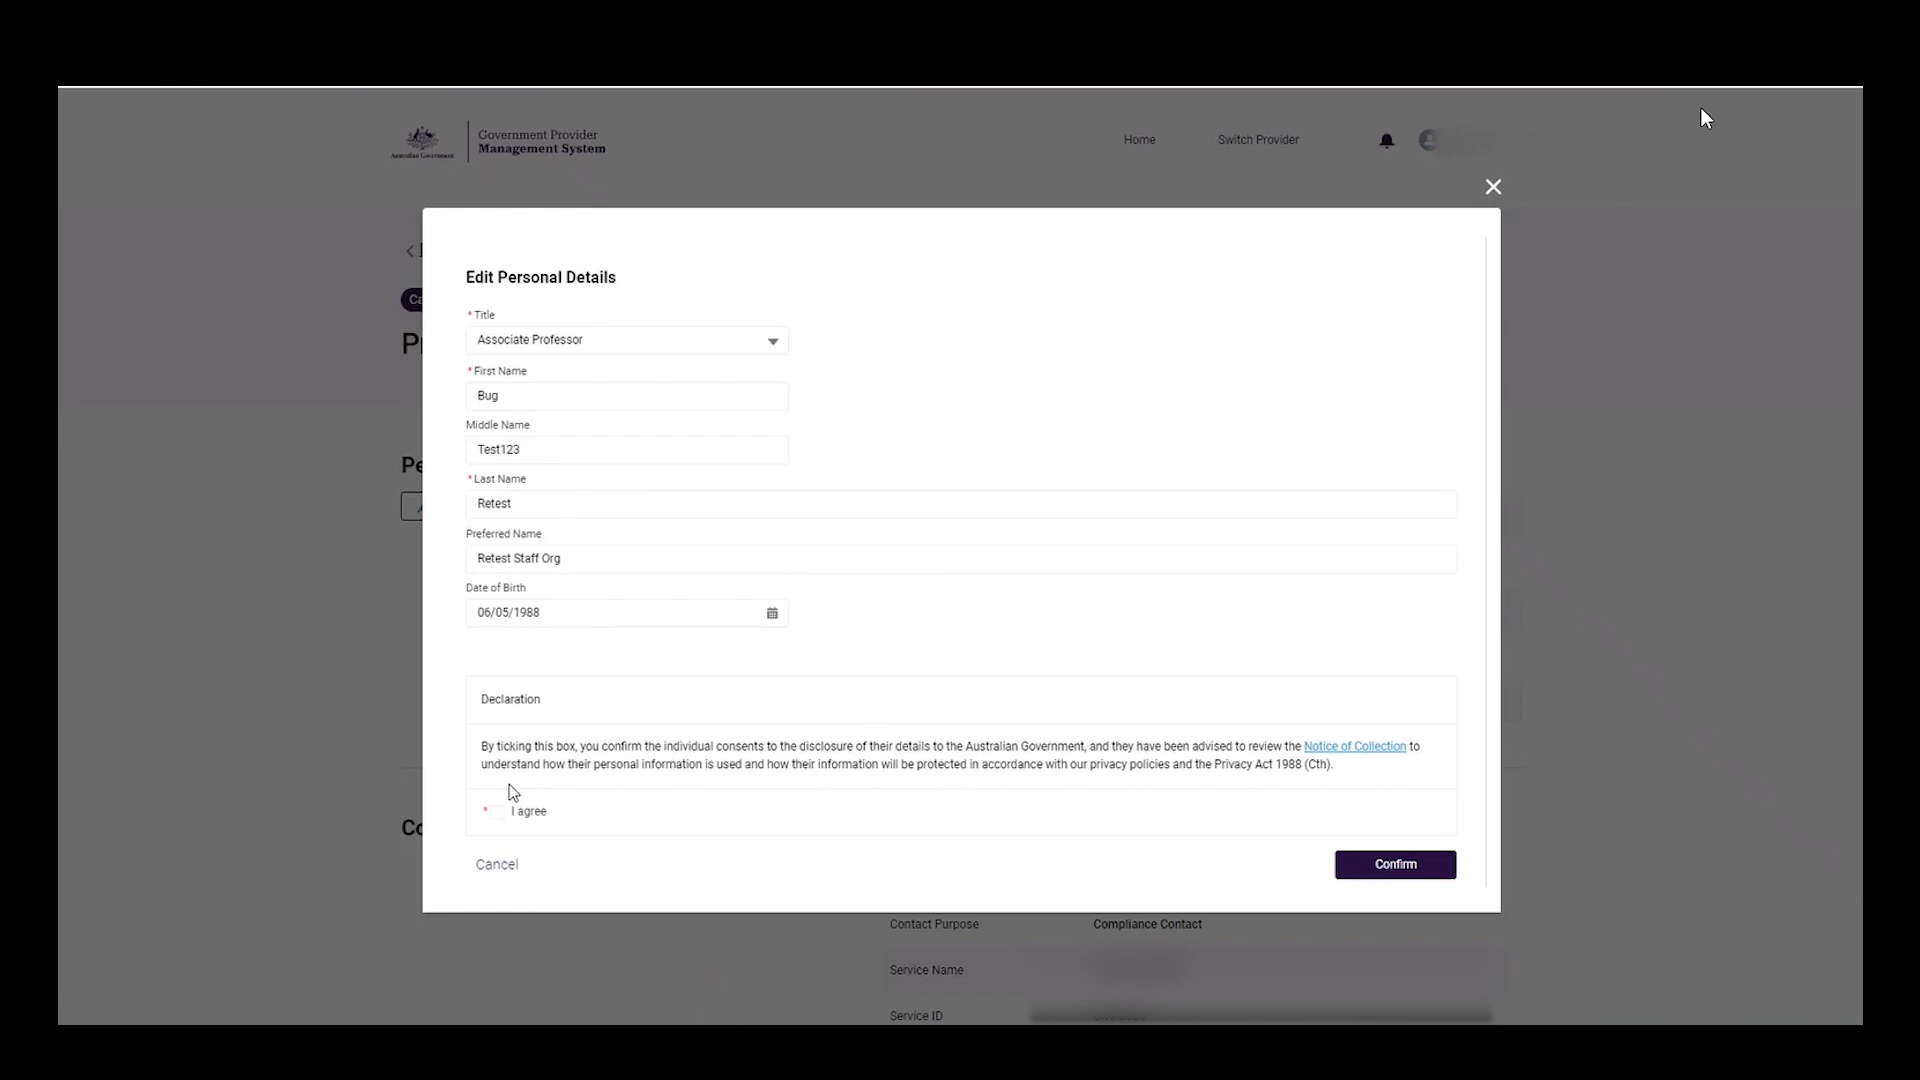 Australian Government
Government Provider
Management System
Home
Switch Provider
Edit Personal Details
* Title
Associate Professor
* First Name
Bug
Middle Name
Test123
* Last Name
Retest
Preferred Name
Retest Staff Org
Date of Birth
06/05/1988
Declaration
By ticking this box, you confirm the individual consents to the disclosure of their details to the Australian Government, and they have been advised to review the Notice of Collection to
understand how their personal information is used and how their information will be protected in accordance with our privacy policies and the Privacy Act 1988 (Cth).
* I agree
Cancel
Confirm
Contact Purpose
Compliance Contact
Service Name
Service ID